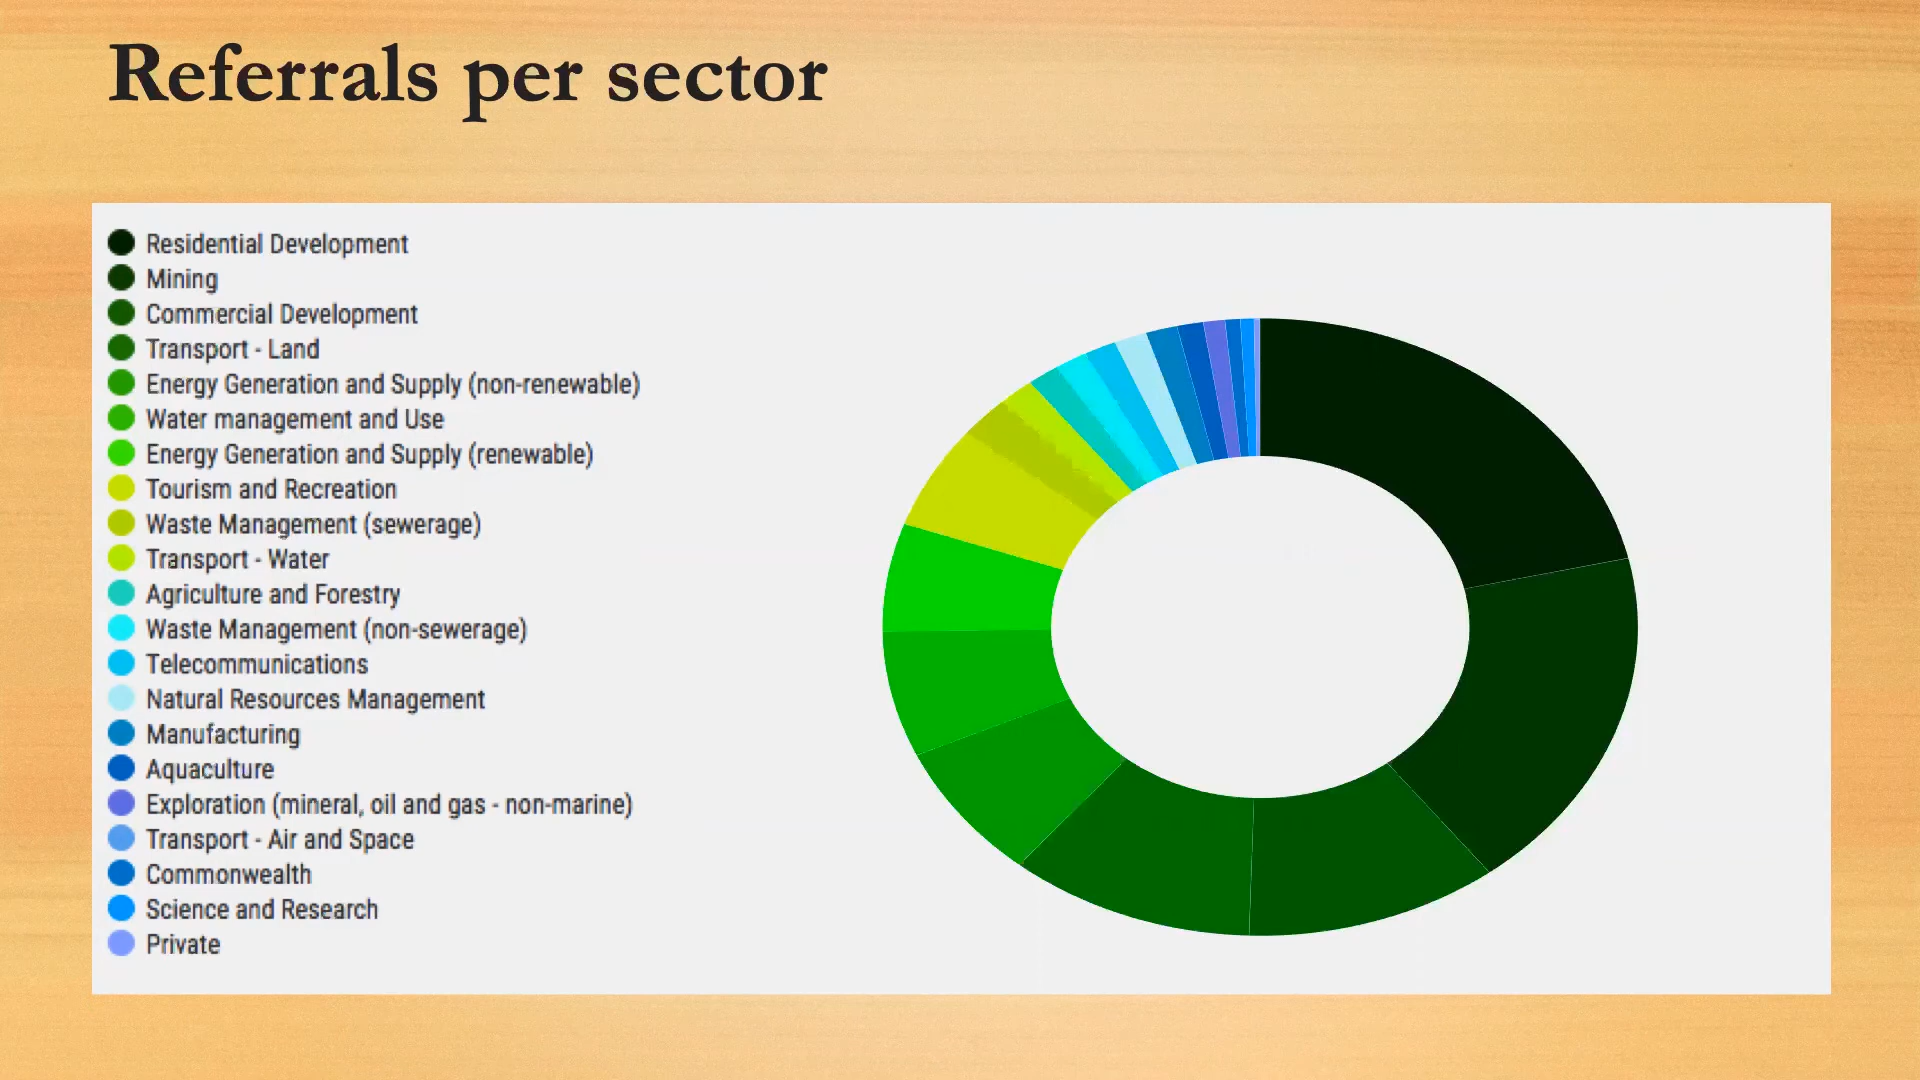 Referrals per sector
Residential Development
Mining
Commercial Development
Transport - Land
Energy Generation and Supply (non-renewable)
Water management and Use
Energy Generation and Supply (renewable)
Tourism and Recreation
Waste Management (sewerage)
Transport - Water
Agriculture and Forestry
Waste Management (non-sewerage)
Telecommunications
Natural Resources Management
Manufacturing
Aquaculture
Exploration (mineral, oil and gas - non-marine)
Transport - Air and Space
Commonwealth
Science and Research
Private